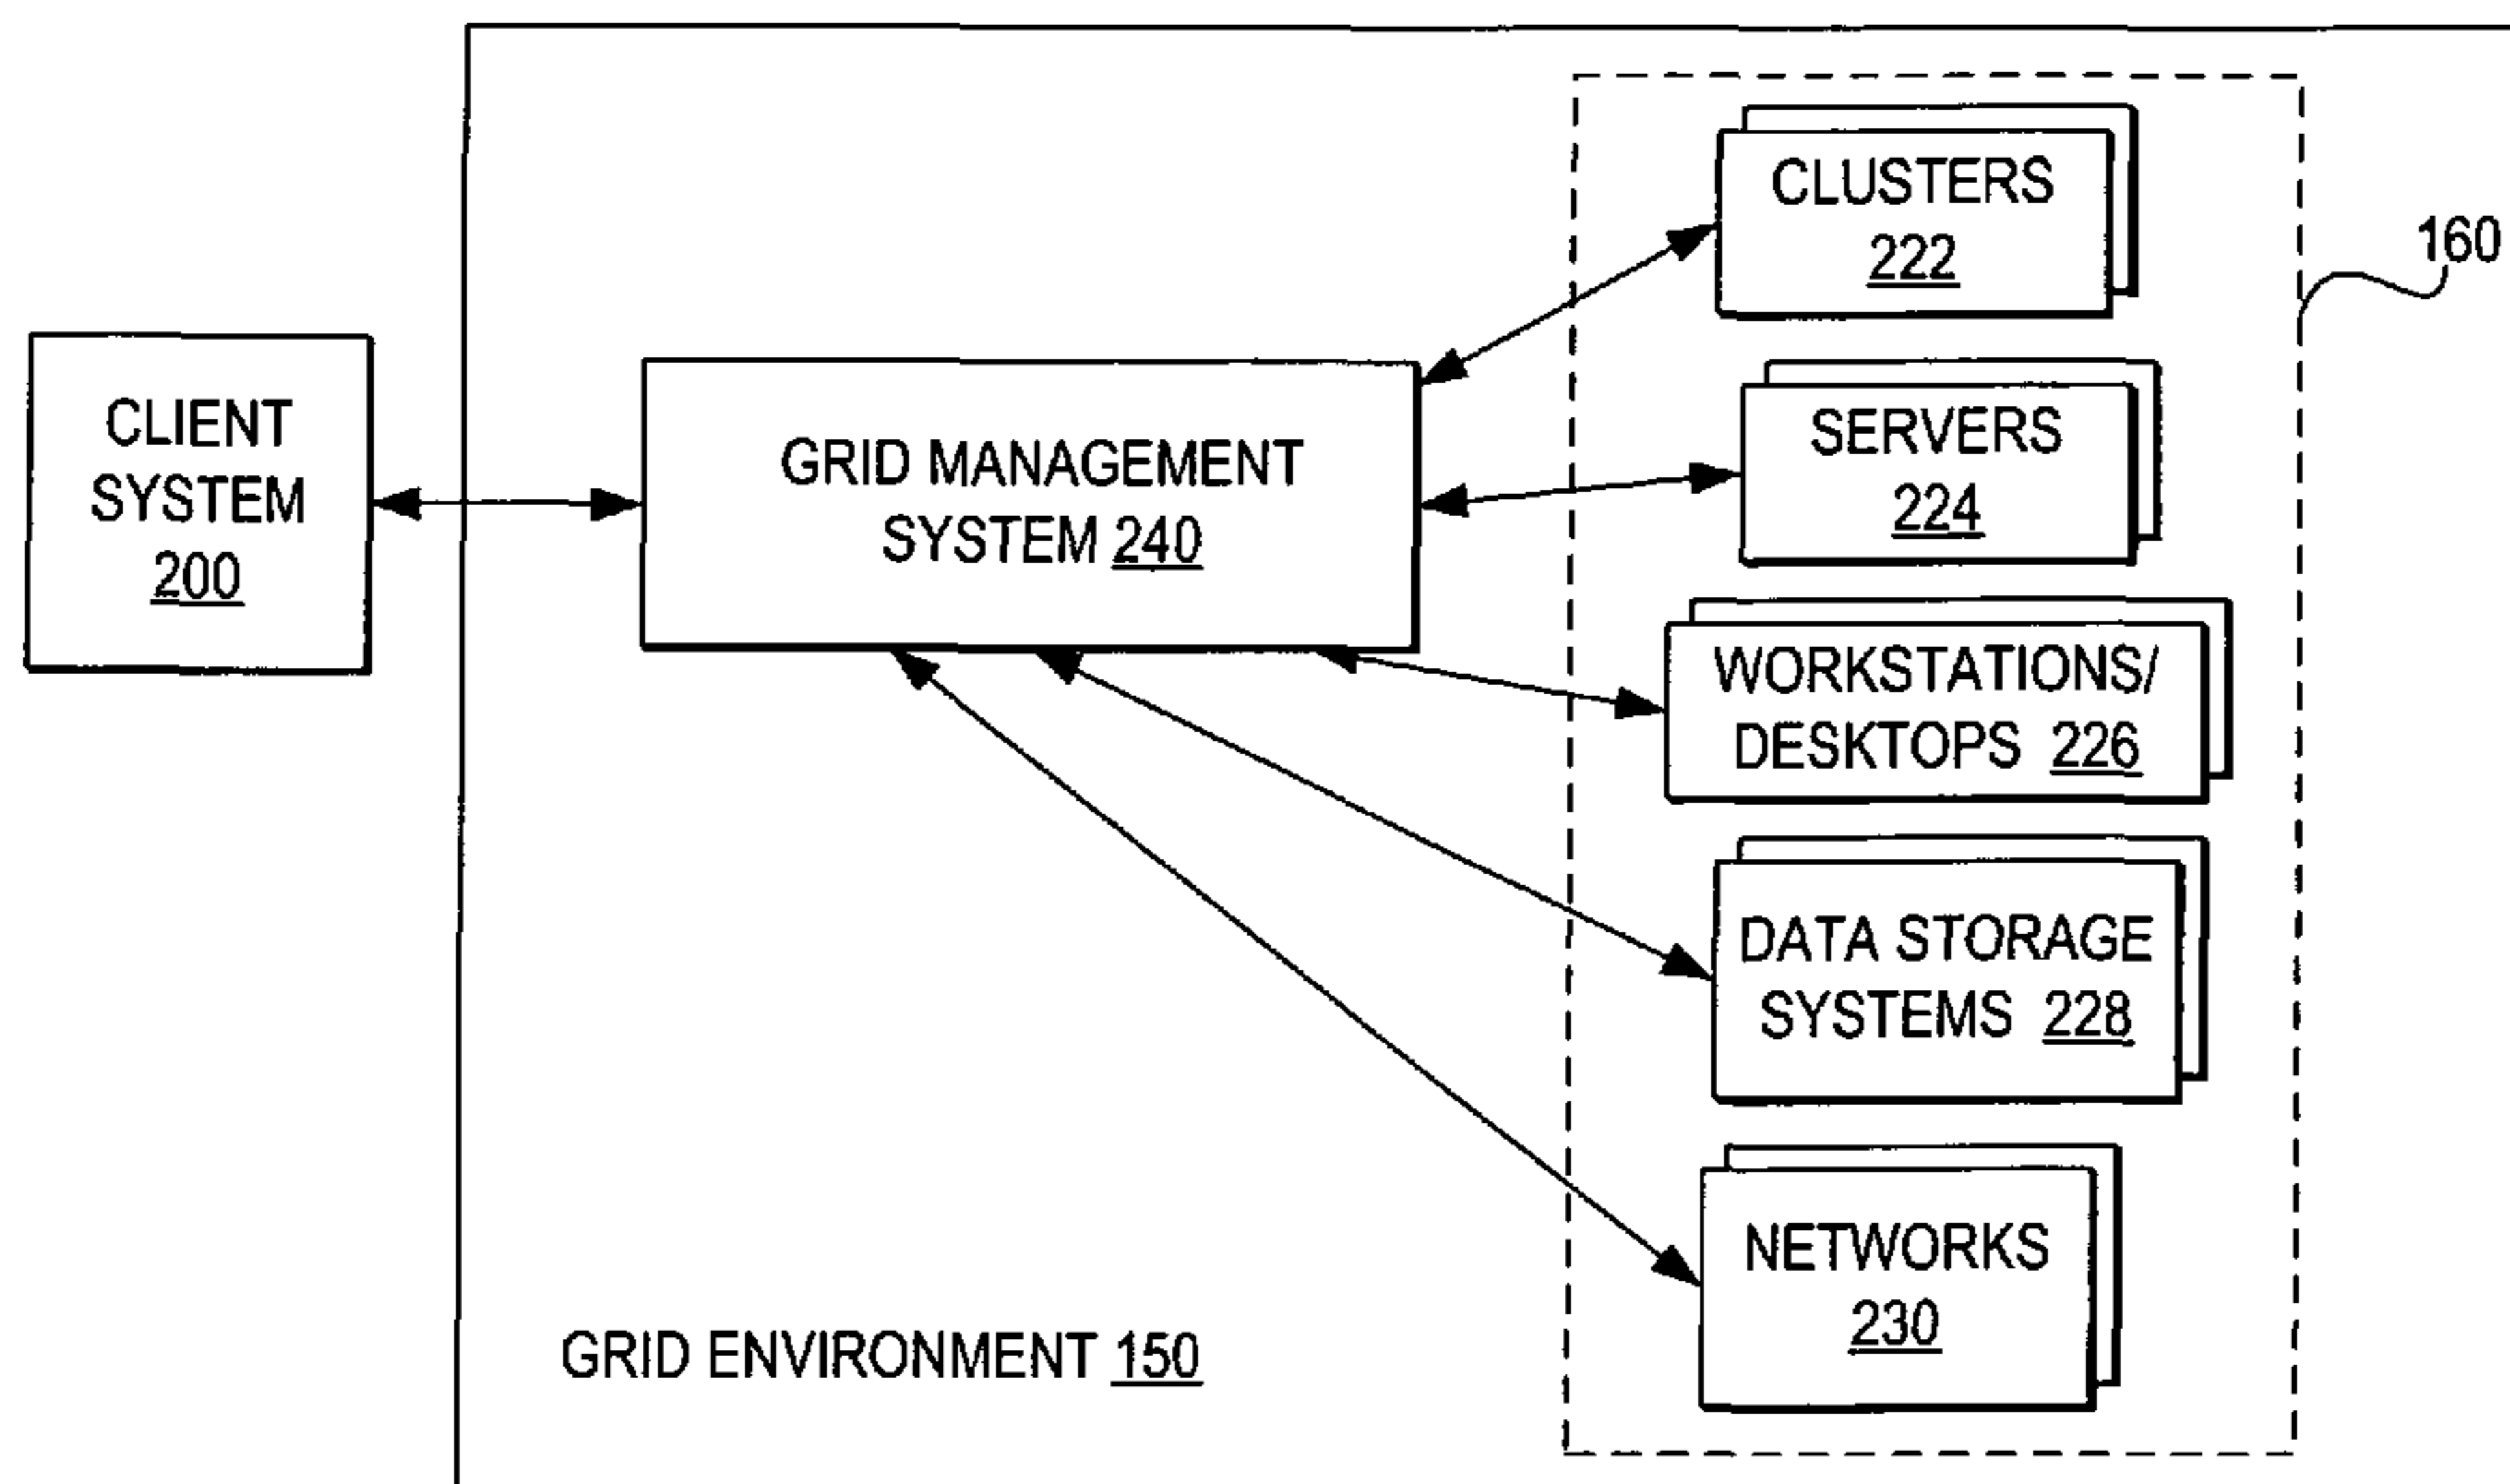 CLUSTERS
222
160
CLIENT
SYSTEM
200
GRID MANAGEMENT
SYSTEM 240
SERVERS
224
WORKSTATIONS/
DESKTOPS 226
DATA STORAGE
SYSTEMS 228
NETWORKS
230
GRID ENVIRONMENT 150